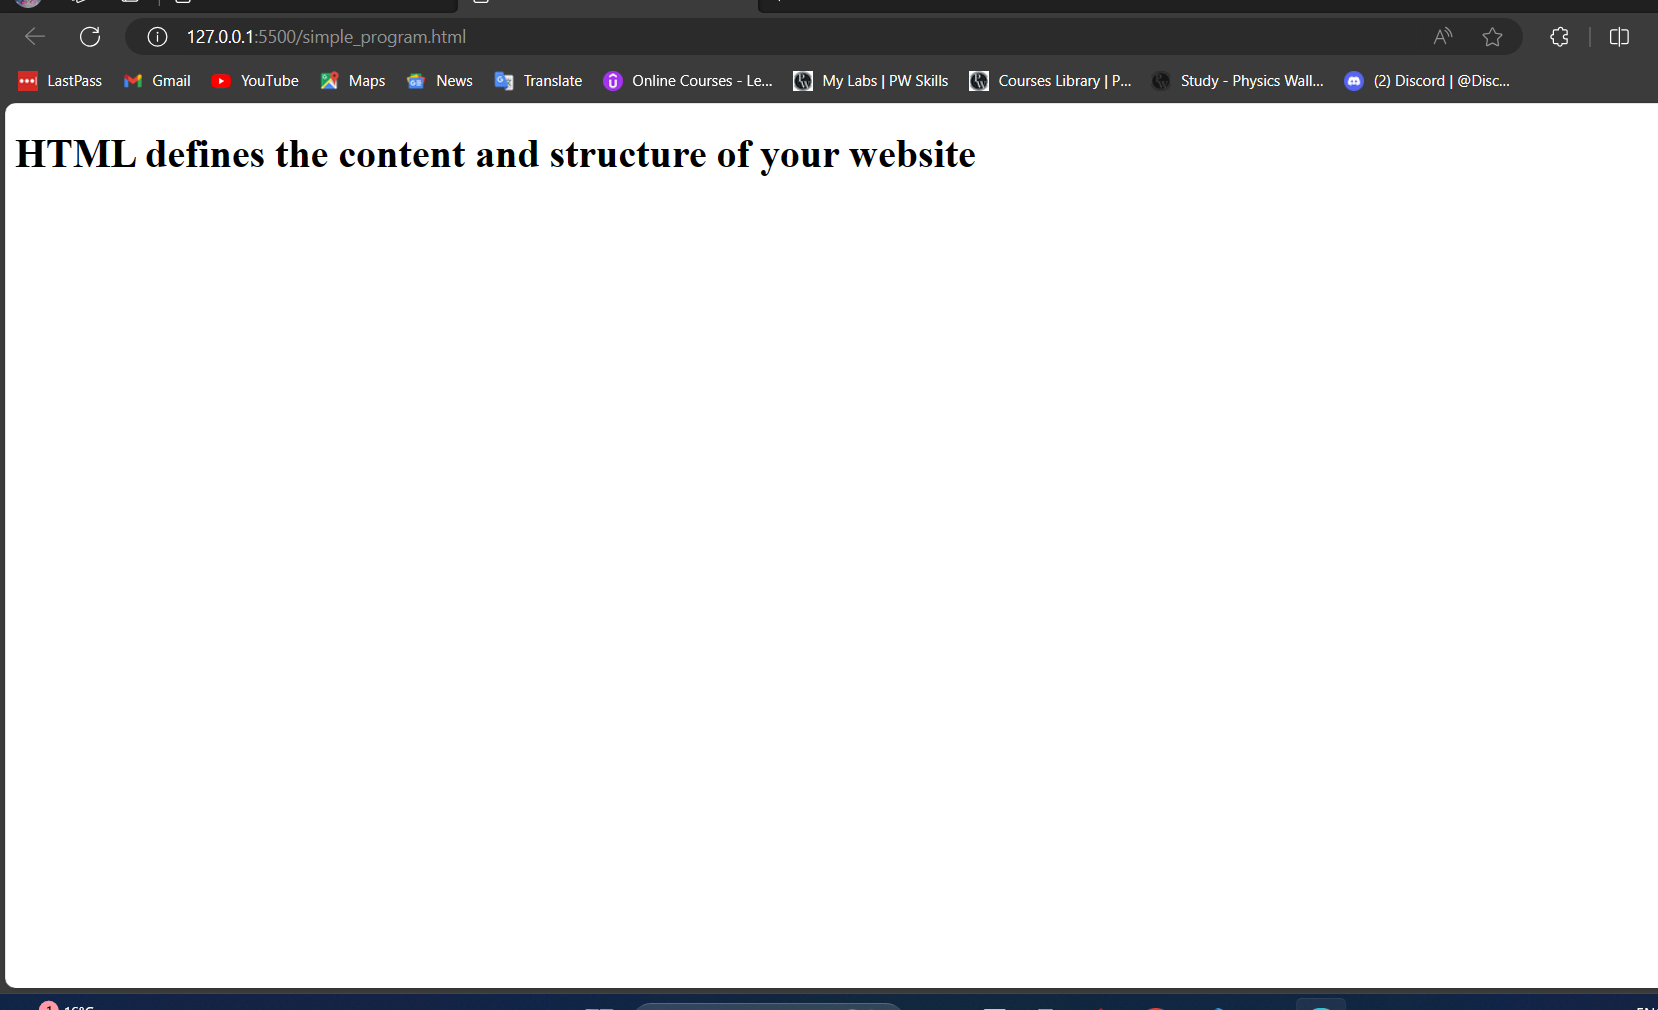 127.0.0.1:5500/simple_program.html
LastPass Gmail YouTube Maps News Translate Online Courses - Le... My Labs | PW Skills Courses Library | P... Study - Physics Wall... (2) Discord | @Disc...
HTML defines the content and structure of your website